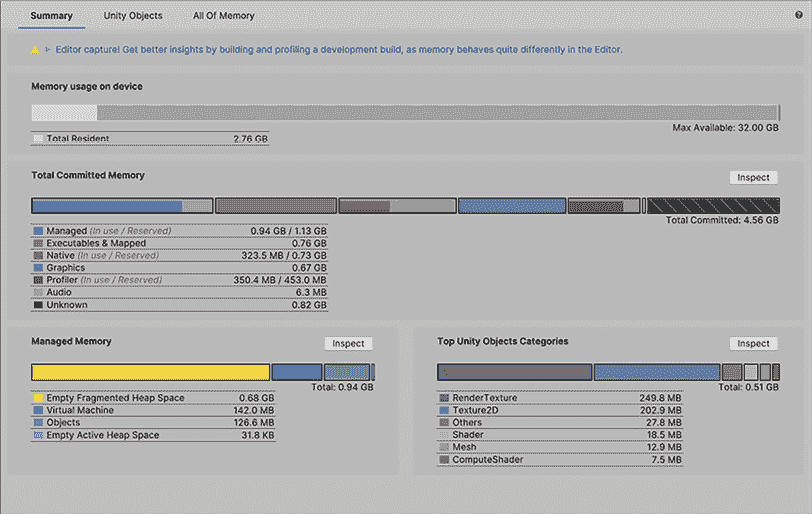 Summary Unity Objects All Of Memory
Editor capture! Get better insights by building and profiling a development build, as memory behaves quite differently in the Editor.
Memory usage on device
Max Available: 32.00 GB
Total Resident 2.76 GB
Total Committed Memory Inspect
Total Committed: 4.56 GB
Managed (In use / Reserved) 0.94 GB / 1.13 GB
Executables & Mapped 0.76 GB
Native (In use / Reserved) 323.5 MB / 0.73 GB
Graphics 0.67 GB
Profiler (In use / Reserved) 350.4 MB / 453.0 MB
Audio 6.3 MB
Unknown 0.82 GB
Managed Memory Inspect
Total: 0.94 GB
Empty Fragmented Heap Space 0.68 GB
Virtual Machine 142.0 MB
Objects 126.6 MB
Empty Active Heap Space 31.8 KB
Top Unity Objects Categories Inspect
Total: 0.51 GB
RenderTexture 249.8 MB
Texture2D 202.9 MB
Others 27.8 MB
Shader 18.5 MB
Mesh 12.9 MB
ComputeShader 7.5 MB